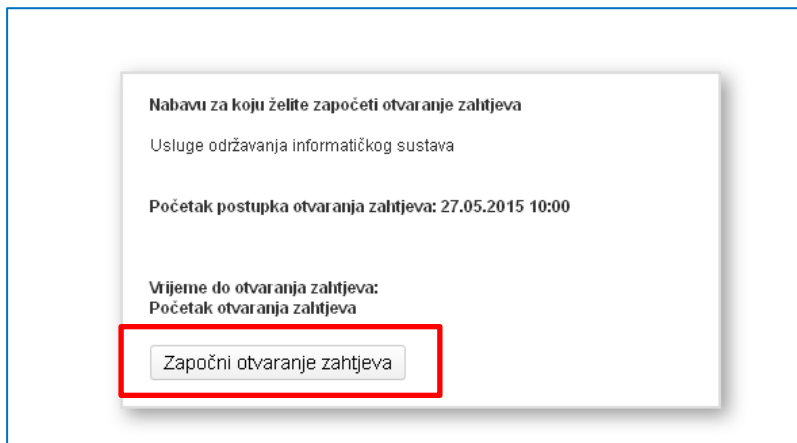 Nabavu za koju želite započeti otvaranje zahtjeva
Usluge održavanja informatičkog sustava
Početak postupka otvaranja zahtjeva: 27.05.2015 10:00
Vrijeme do otvaranja zahtjeva:
Početak otvaranja zahtjeva
Započni otvaranje zahtjeva